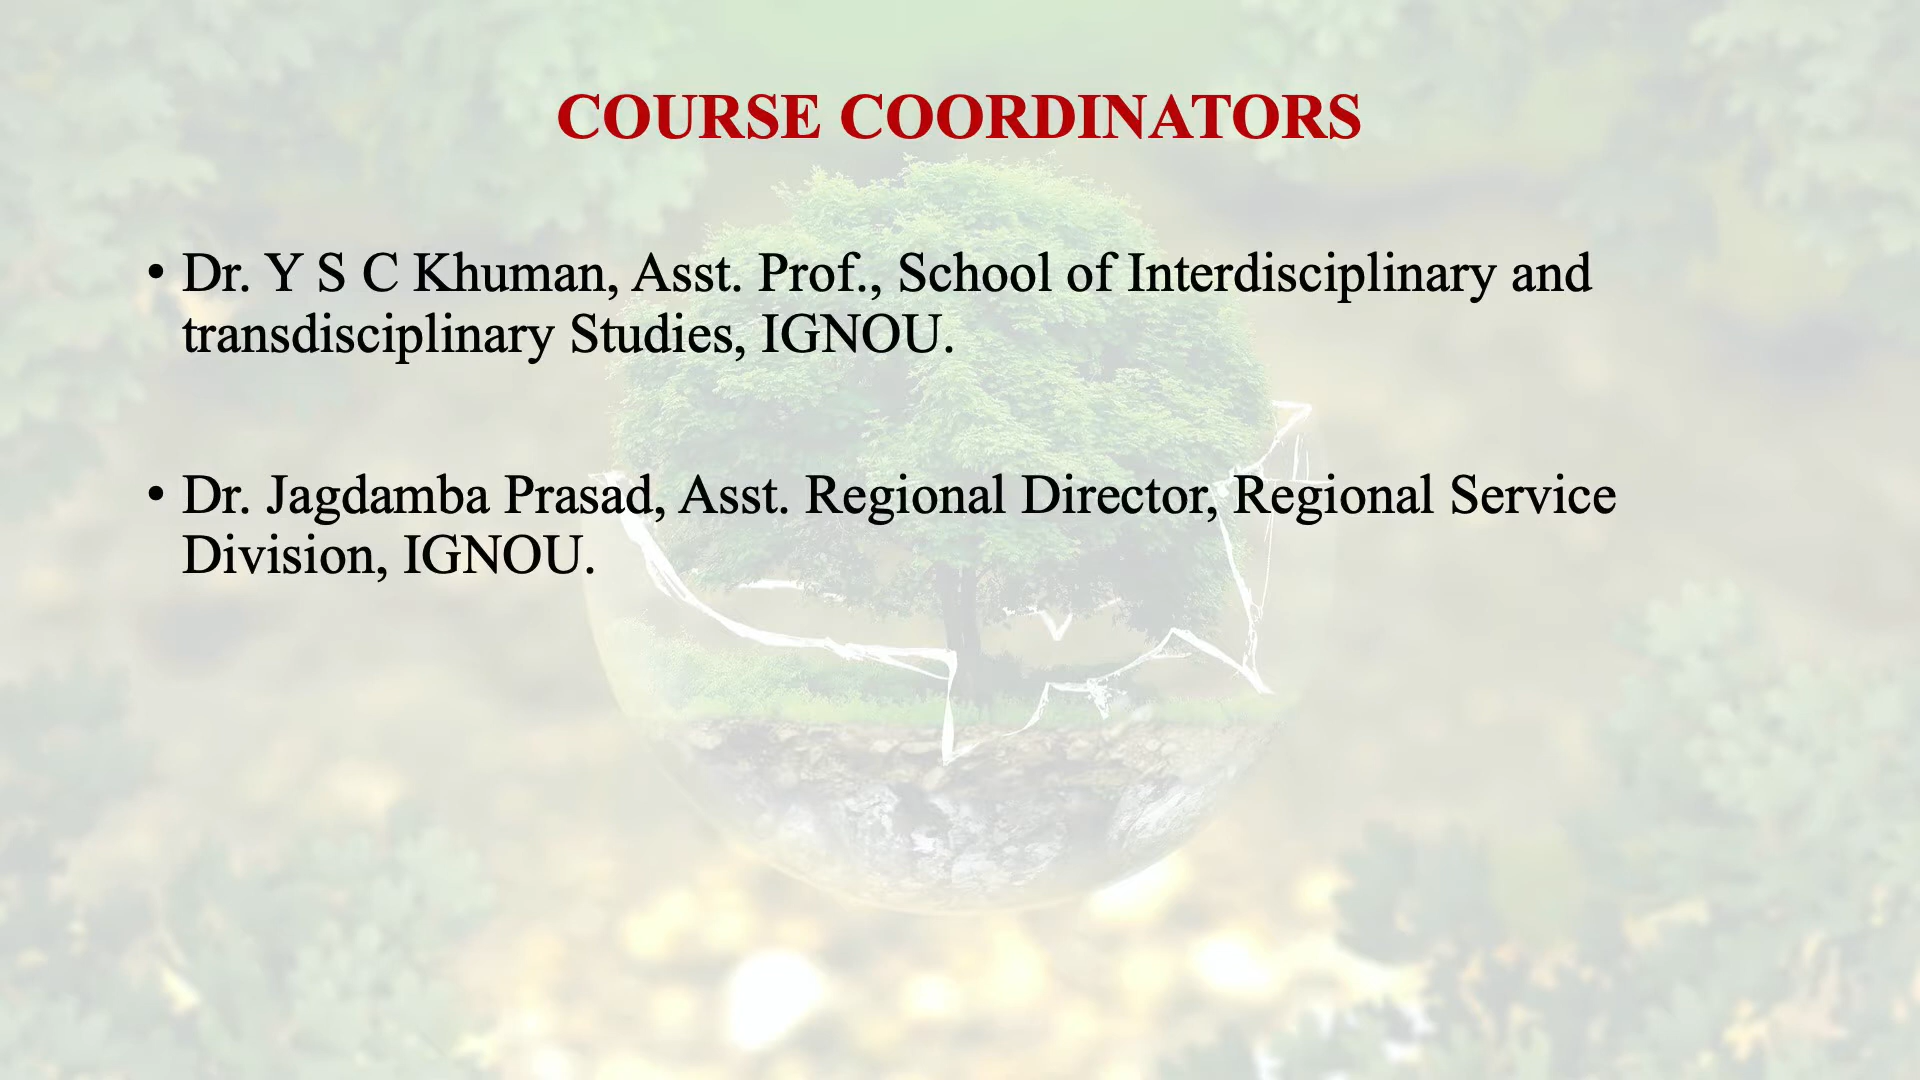 COURSE COORDINATORS
• Dr. Y S C Khuman, Asst. Prof., School of Interdisciplinary and
transdisciplinary Studies, IGNOU.
• Dr. Jagdamba Prasad, Asst. Regional Director, Regional Service
Division, IGNOU.